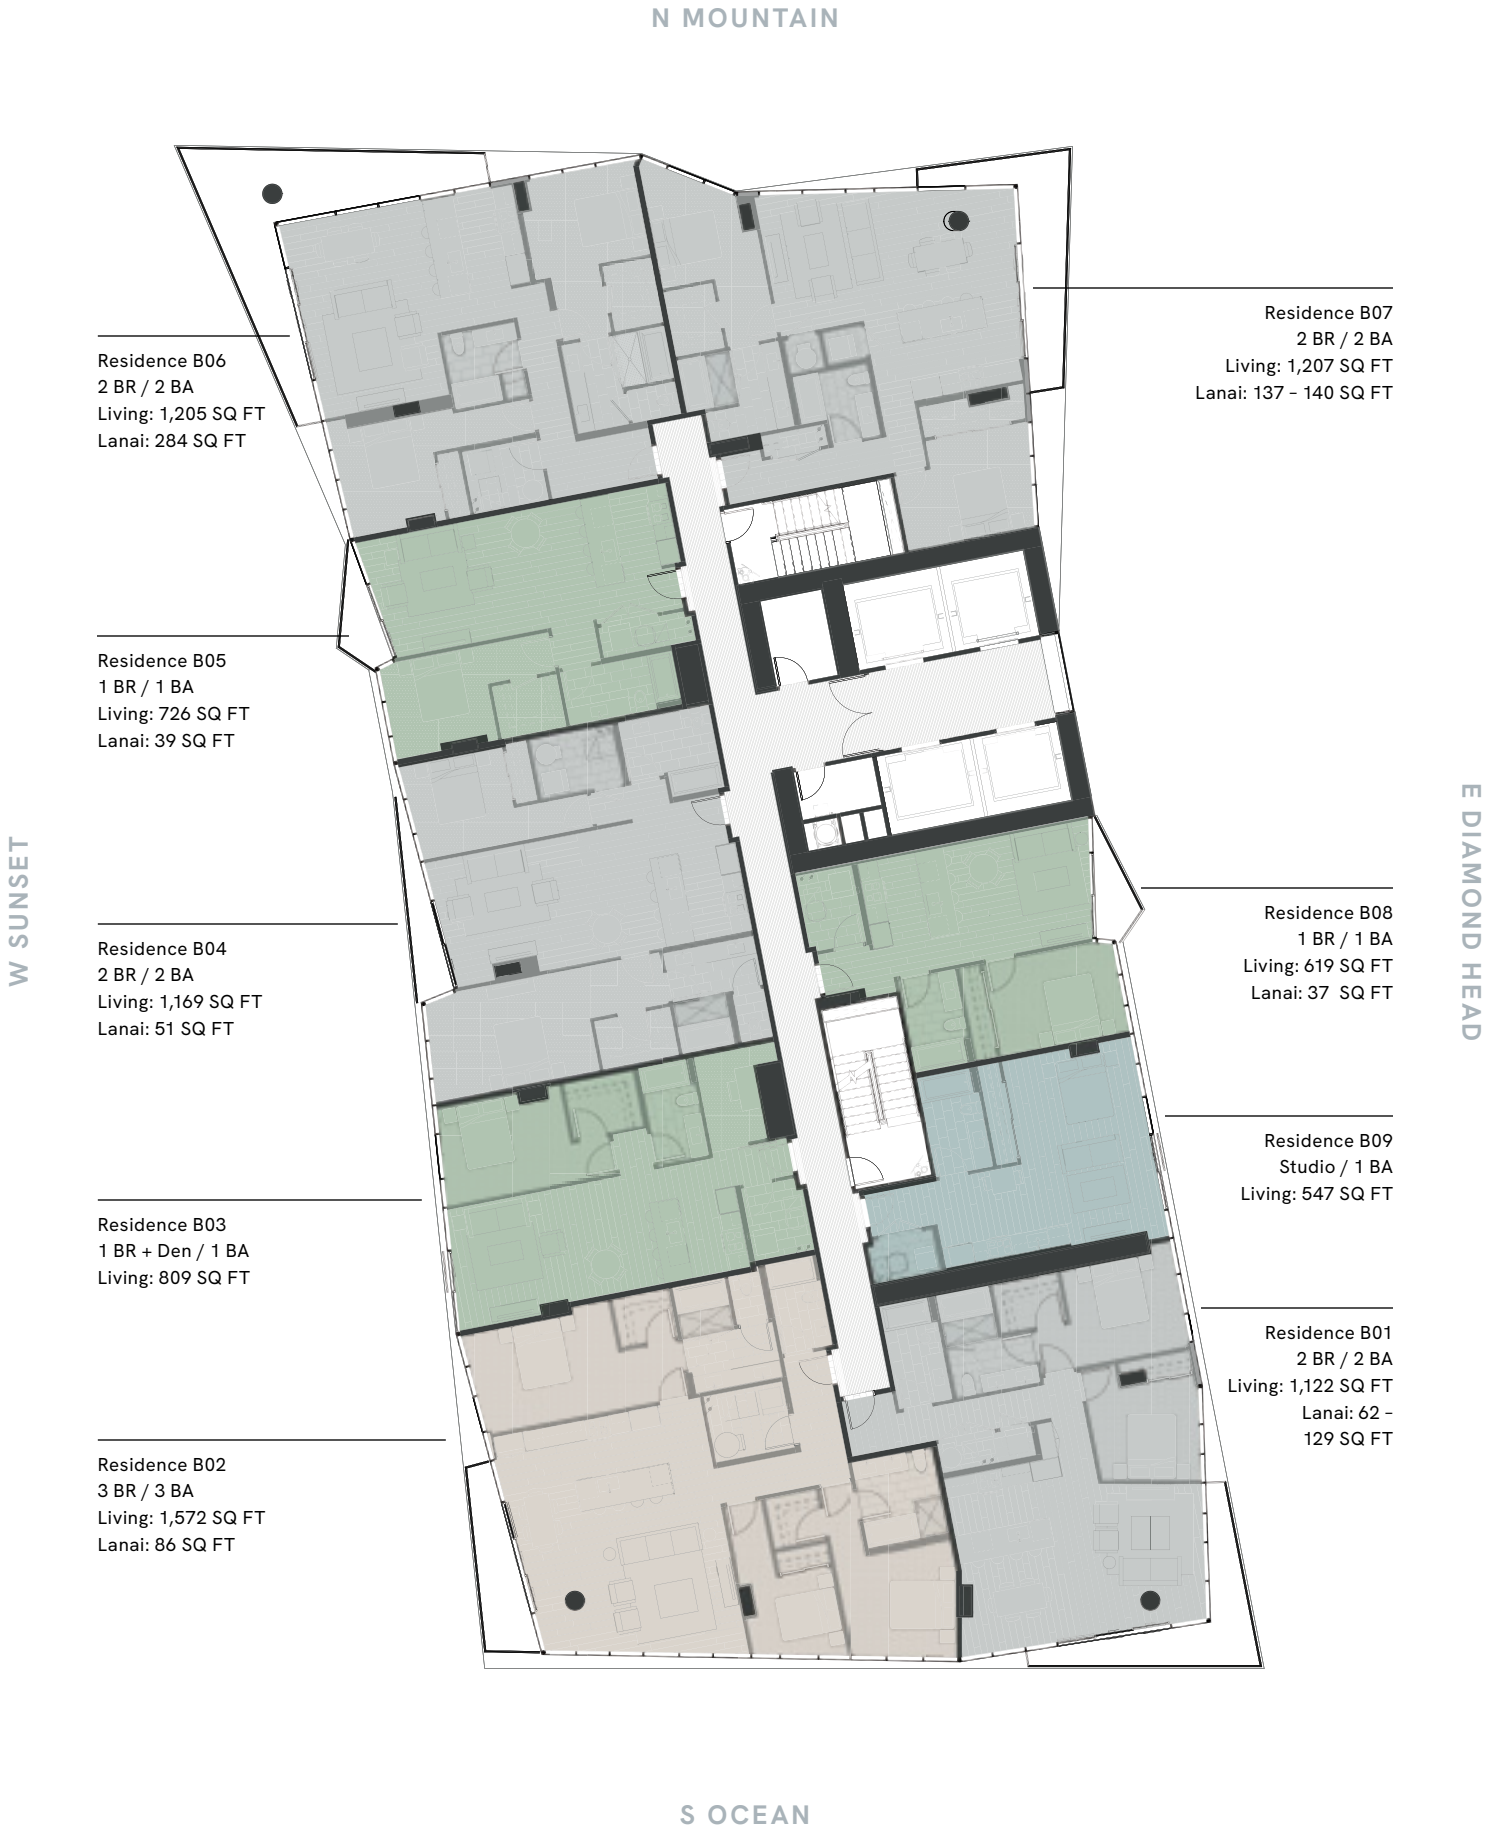 N MOUNTAIN
Residence B07
2 BR / 2 BA
Living: 1,207 SQ FT
Lanai: 137 – 140 SQ FT
Residence B06
2 BR / 2 BA
Living: 1,205 SQ FT
Lanai: 284 SQ FT
Residence B05
1 BR / 1 BA
Living: 726 SQ FT
Lanai: 39 SQ FT
W SUNSET
E DIAMOND HEAD
Residence B08
1 BR / 1 BA
Living: 619 SQ FT
Lanai: 37 SQ FT
Residence B04
2 BR / 2 BA
Living: 1,169 SQ FT
Lanai: 51 SQ FT
Residence B09
Studio / 1 BA
Living: 547 SQ FT
Residence B03
1 BR + Den / 1 BA
Living: 809 SQ FT
Residence B01
2 BR / 2 BA
Living: 1,122 SQ FT
Lanai: 62 –
129 SQ FT
Residence B02
3 BR / 3 BA
Living: 1,572 SQ FT
Lanai: 86 SQ FT
S OCEAN